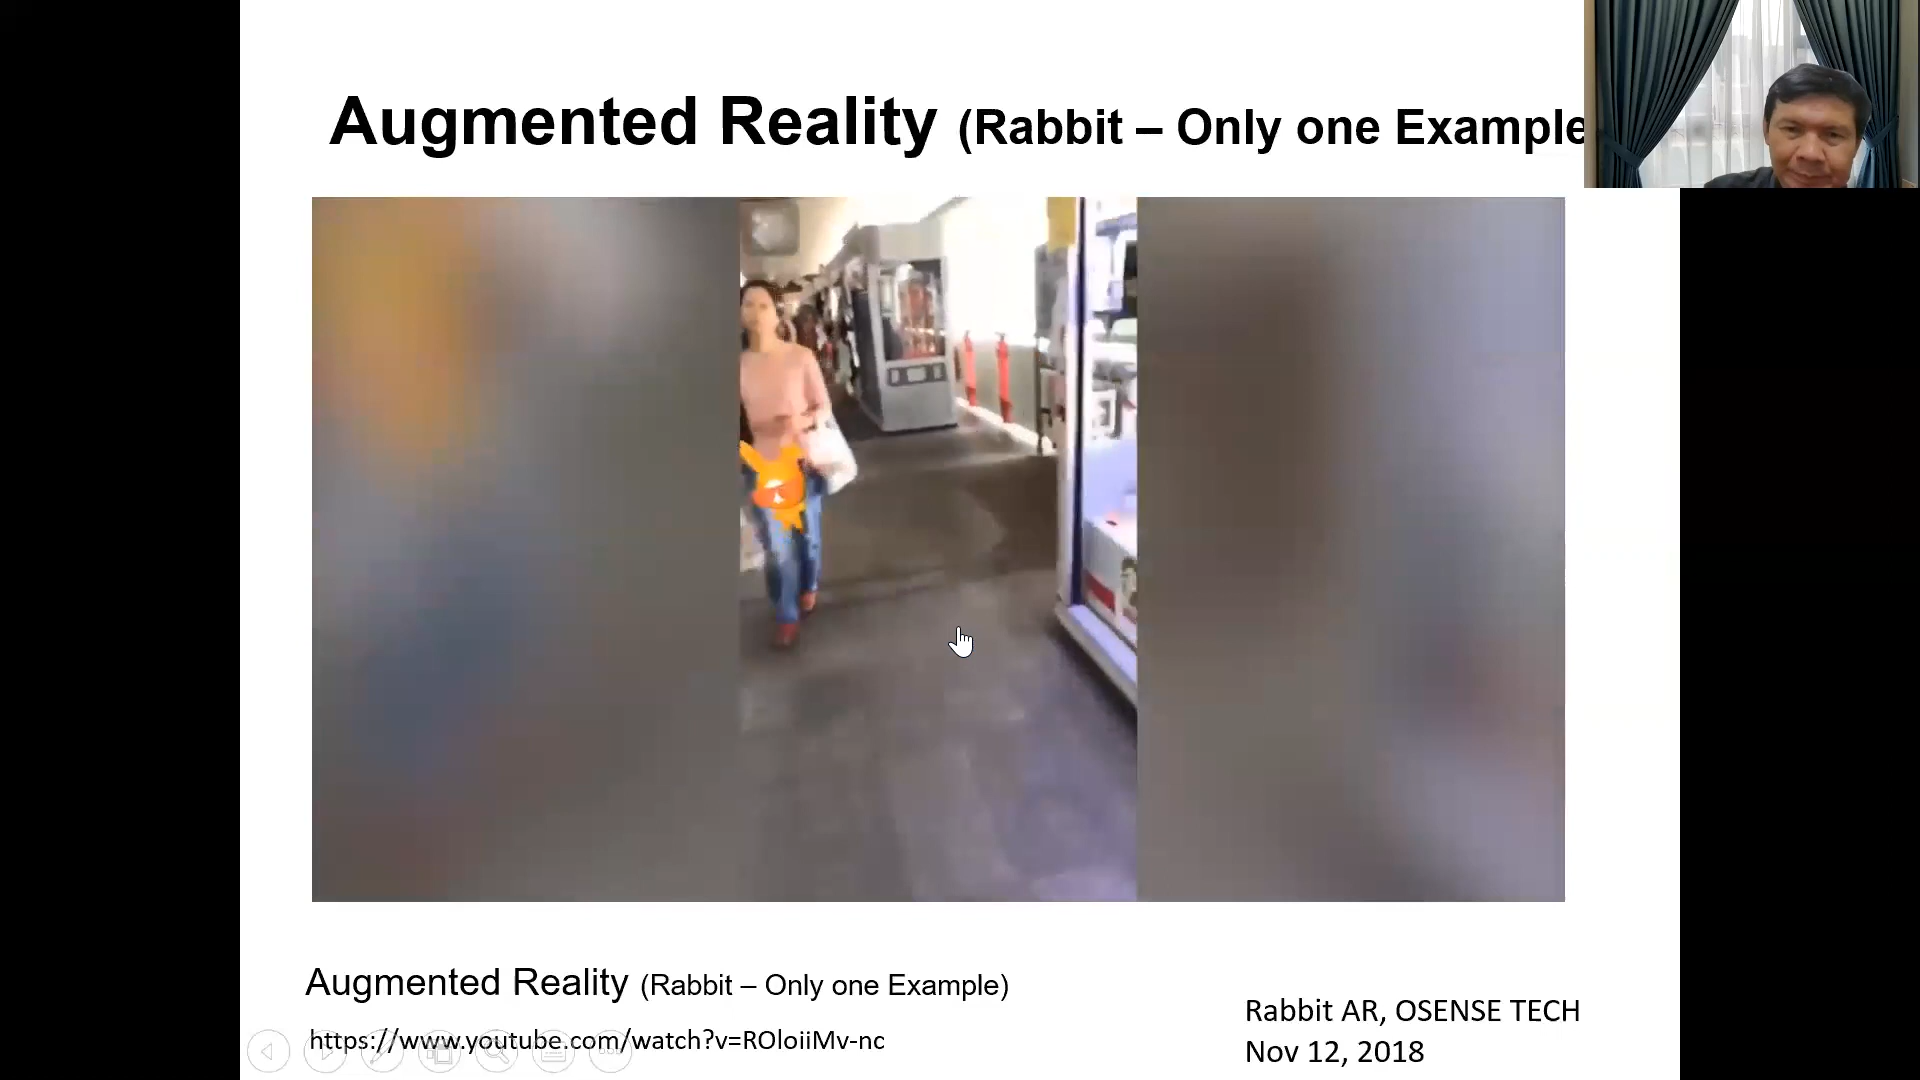 Augmented Reality (Rabbit – Only one Example
Augmented Reality (Rabbit – Only one Example)
https://www.youtube.com/watch?v=ROloiiMv-nc
Rabbit AR, OSENSE TECH
Nov 12, 2018